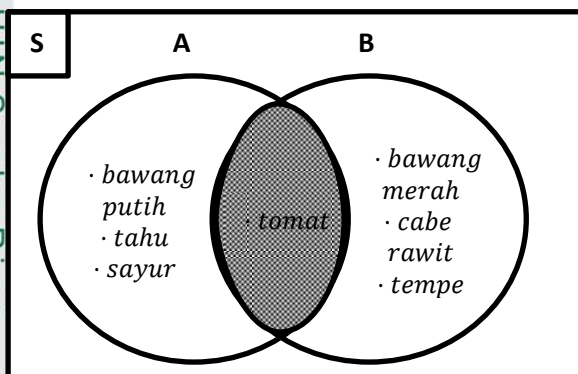 S
A
B
· bawang
putih
· tahu
· sayur
· tomat
· bawang
merah
· cabe
rawit
· tempe